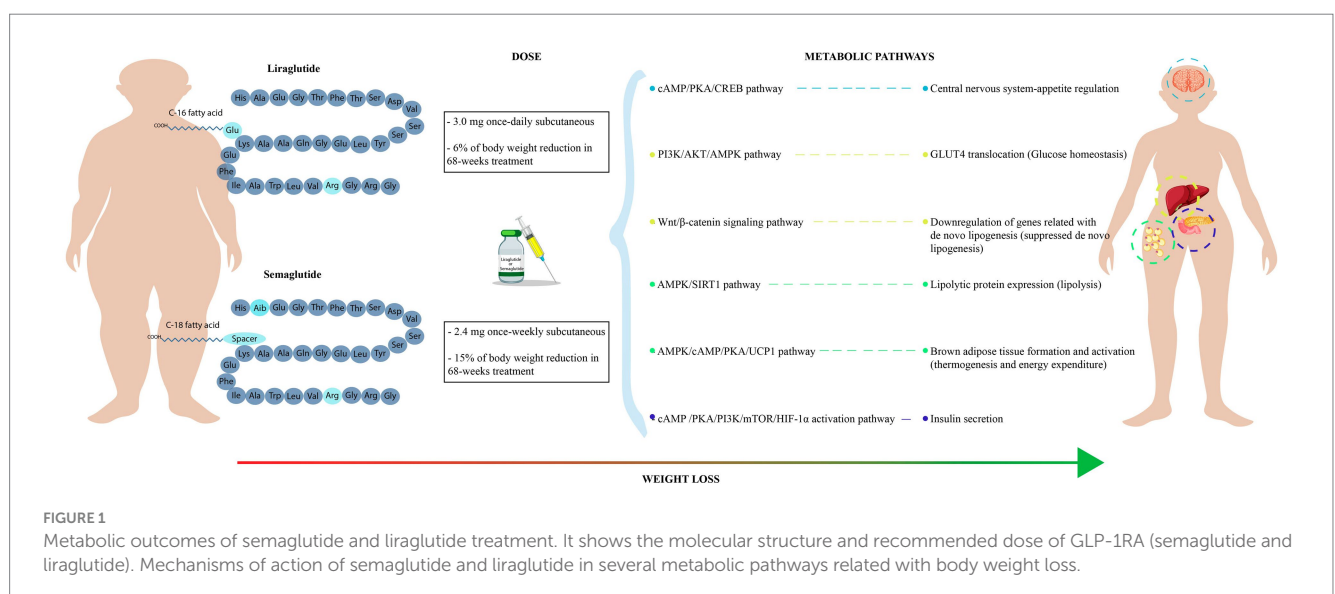 Liraglutide
C-16 fatty acid
COOH
Glu
His Ala Glu Gly Thr Phe Thr Ser Asp Val
Ser
Ser
Lys Ala Ala Gln Gly Glu Leu Tyr
Glu
Phe
Ile Ala Trp Leu Val Arg Gly Arg Gly
Semaglutide
C-18 fatty acid
COOH
Spacer
His Aib Glu Gly Thr Phe Thr Ser Asp Val
Ser
Ser
Lys Ala Ala Gln Gly Glu Leu Tyr
Glu
Phe
Ile Ala Trp Leu Val Arg Gly Arg Gly
DOSE
- 3.0 mg once-daily subcutaneous
- 6% of body weight reduction in
68-weeks treatment
Liraglutide
or
Semaglutide
- 2.4 mg once-weekly subcutaneous
- 15% of body weight reduction in
68-weeks treatment
METABOLIC PATHWAYS
cAMP/PKA/CREB pathway
Central nervous system-appetite regulation
PI3K/AKT/AMPK pathway
GLUT4 translocation (Glucose homeostasis)
Wnt/β-catenin signaling pathway
Downregulation of genes related with
de novo lipogenesis (suppressed de novo
lipogenesis)
AMPK/SIRT1 pathway
Lipolytic protein expression (lipolysis)
AMPK/cAMP/PKA/UCP1 pathway
Brown adipose tissue formation and activation
(thermogenesis and energy expenditure)
cAMP /PKA/PI3K/mTOR/HIF-1α activation pathway
Insulin secretion
WEIGHT LOSS
FIGURE 1
Metabolic outcomes of semaglutide and liraglutide treatment. It shows the molecular structure and recommended dose of GLP-1RA (semaglutide and
liraglutide). Mechanisms of action of semaglutide and liraglutide in several metabolic pathways related with body weight loss.